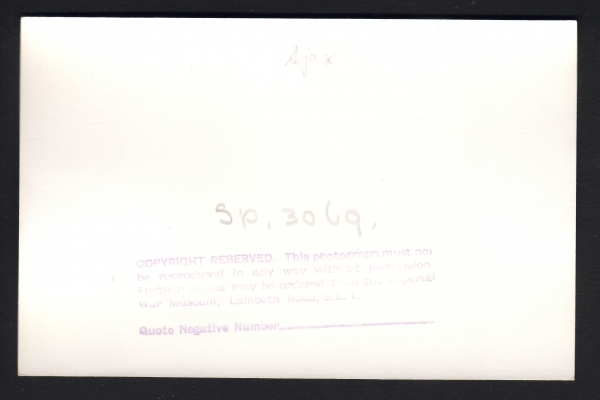 Ajax
Sp. 3069.
COPYRIGHT RESERVED. This photograph must not
be reproduced in any way without permission.
Further prints may be ordered from the Imperial
War Museum, Lambeth Road, S.E.1.
Quote Negative Number